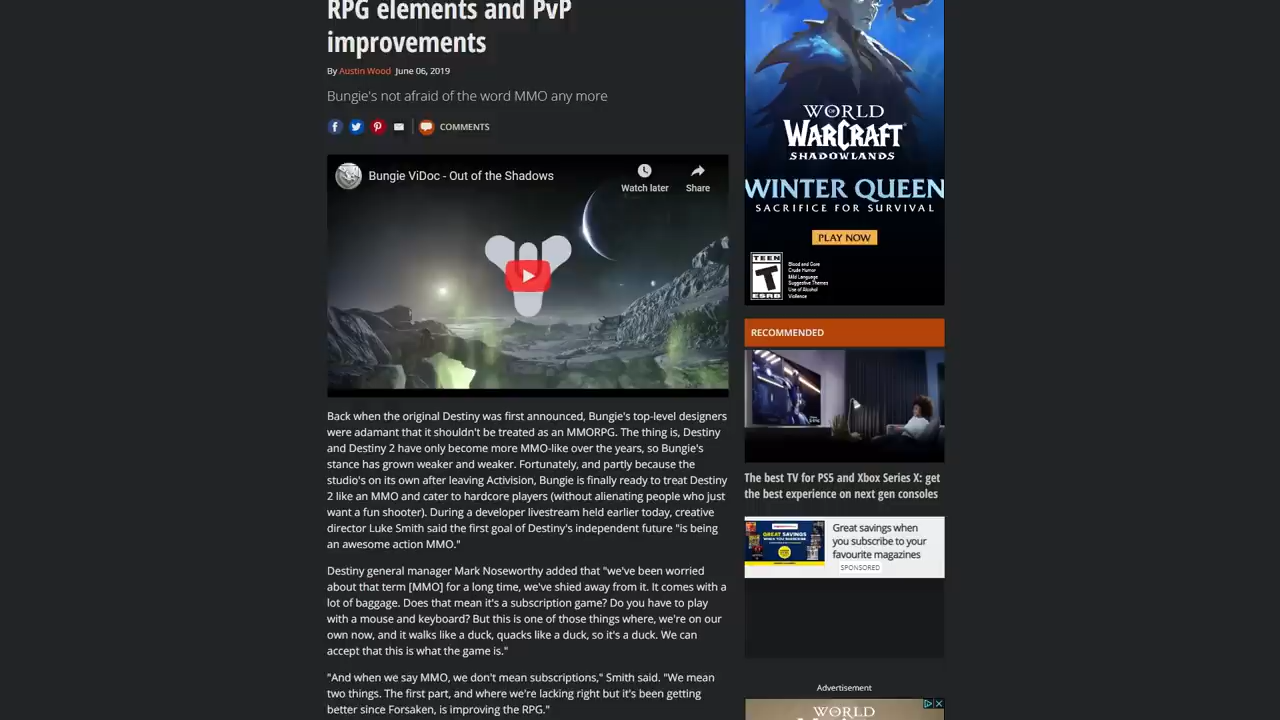 RPG elements and PvP
improvements
By Austin Wood June 06, 2019
Bungie's not afraid of the word MMO any more
COMMENTS
Bungie ViDoc - Out of the Shadows
Watch later
Share
Back when the original Destiny was first announced, Bungie's top-level designers
were adamant that it shouldn't be treated as an MMORPG. The thing is, Destiny
and Destiny 2 have only become more MMO-like over the years, so Bungie's
stance has grown weaker and weaker. Fortunately, and partly because the
studio's on its own after leaving Activision, Bungie is finally ready to treat Destiny
2 like an MMO and cater to hardcore players (without alienating people who just
want a fun shooter). During a developer livestream held earlier today, creative
director Luke Smith said the first goal of Destiny's independent future "is being
an awesome action MMO."
Destiny general manager Mark Noseworthy added that "we've been worried
about that term [MMO] for a long time, we've shied away from it. It comes with a
lot of baggage. Does that mean it's a subscription game? Do you have to play
with a mouse and keyboard? But this is one of those things where, we're on our
own now, and it walks like a duck, quacks like a duck, so it's a duck. We can
accept that this is what the game is."
"And when we say MMO, we don't mean subscriptions," Smith said. "We mean
two things. The first part, and where we're lacking right but it's been getting
better since Forsaken, is improving the RPG."
WORLD
OF
WARCRAFT
SHADOWLANDS
WINTER QUEEN
SACRIFICE FOR SURVIVAL
PLAY NOW
TEEN
T
ESRB
Blood and Gore
Crude Humor
Mild Language
Suggestive Themes
Use of Alcohol
Violence
RECOMMENDED
The best TV for PS5 and Xbox Series X: get
the best experience on next gen consoles
GREAT SAVINGS
Great savings when
you subscribe to your
favourite magazines
SPONSORED
Advertisement
WORLD